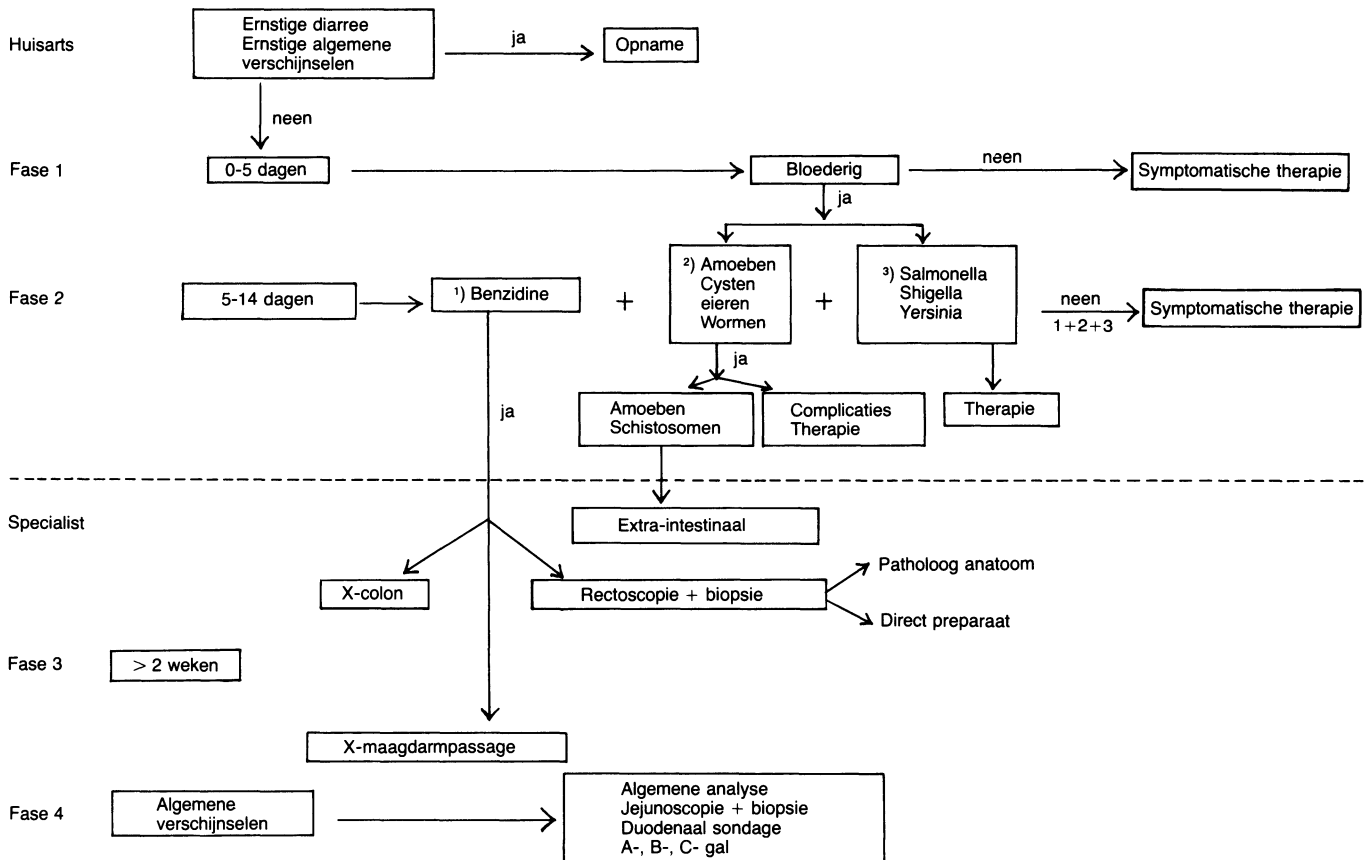 Huisarts
Ernstige diarree
Ernstige algemene
verschijnselen
ja
Opname
neen
Fase 1
0-5 dagen
Bloederig
neen
Symptomatische therapie
ja
Fase 2
5-14 dagen
¹) Benzidine
+
²) Amoeben
Cysten
eieren
Wormen
+
³) Salmonella
Shigella
Yersinia
neen
1+2+3
Symptomatische therapie
ja
ja
Amoeben
Schistosomen
Complicaties
Therapie
Therapie
Specialist
Extra-intestinaal
X-colon
Rectoscopie + biopsie
Patholoog anatoom
Direct preparaat
Fase 3
> 2 weken
X-maagdarmpassage
Fase 4
Algemene
verschijnselen
Algemene analyse
Jejunoscopie + biopsie
Duodenaal sondage
A-, B-, C- gal